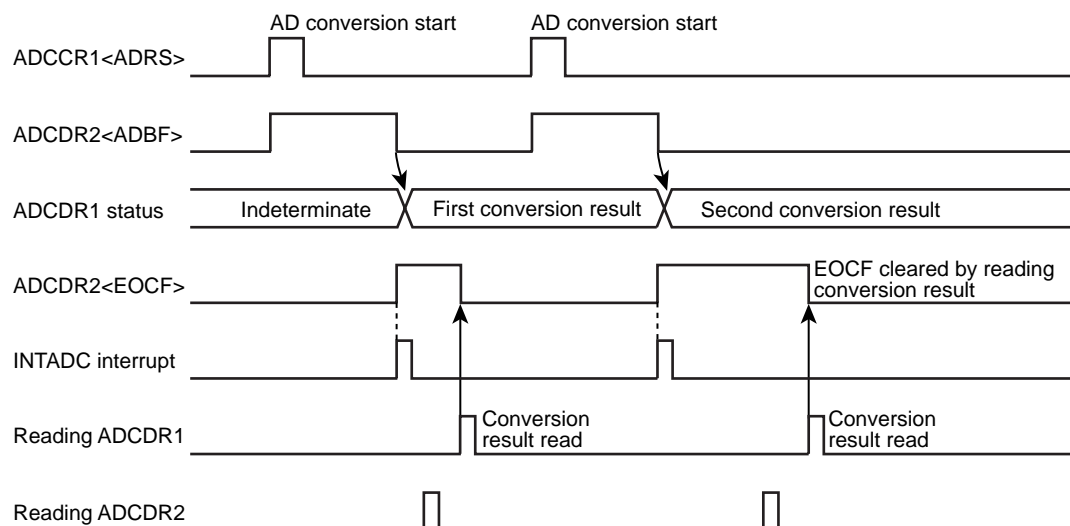 AD conversion start
AD conversion start
ADCCR1<ADRS>
ADCDR2<ADBF>
ADCDR1 status
Indeterminate
First conversion result
Second conversion result
ADCDR2<EOCF>
EOCF cleared by reading
conversion result
INTADC interrupt
Reading ADCDR1
Conversion
result read
Conversion
result read
Reading ADCDR2